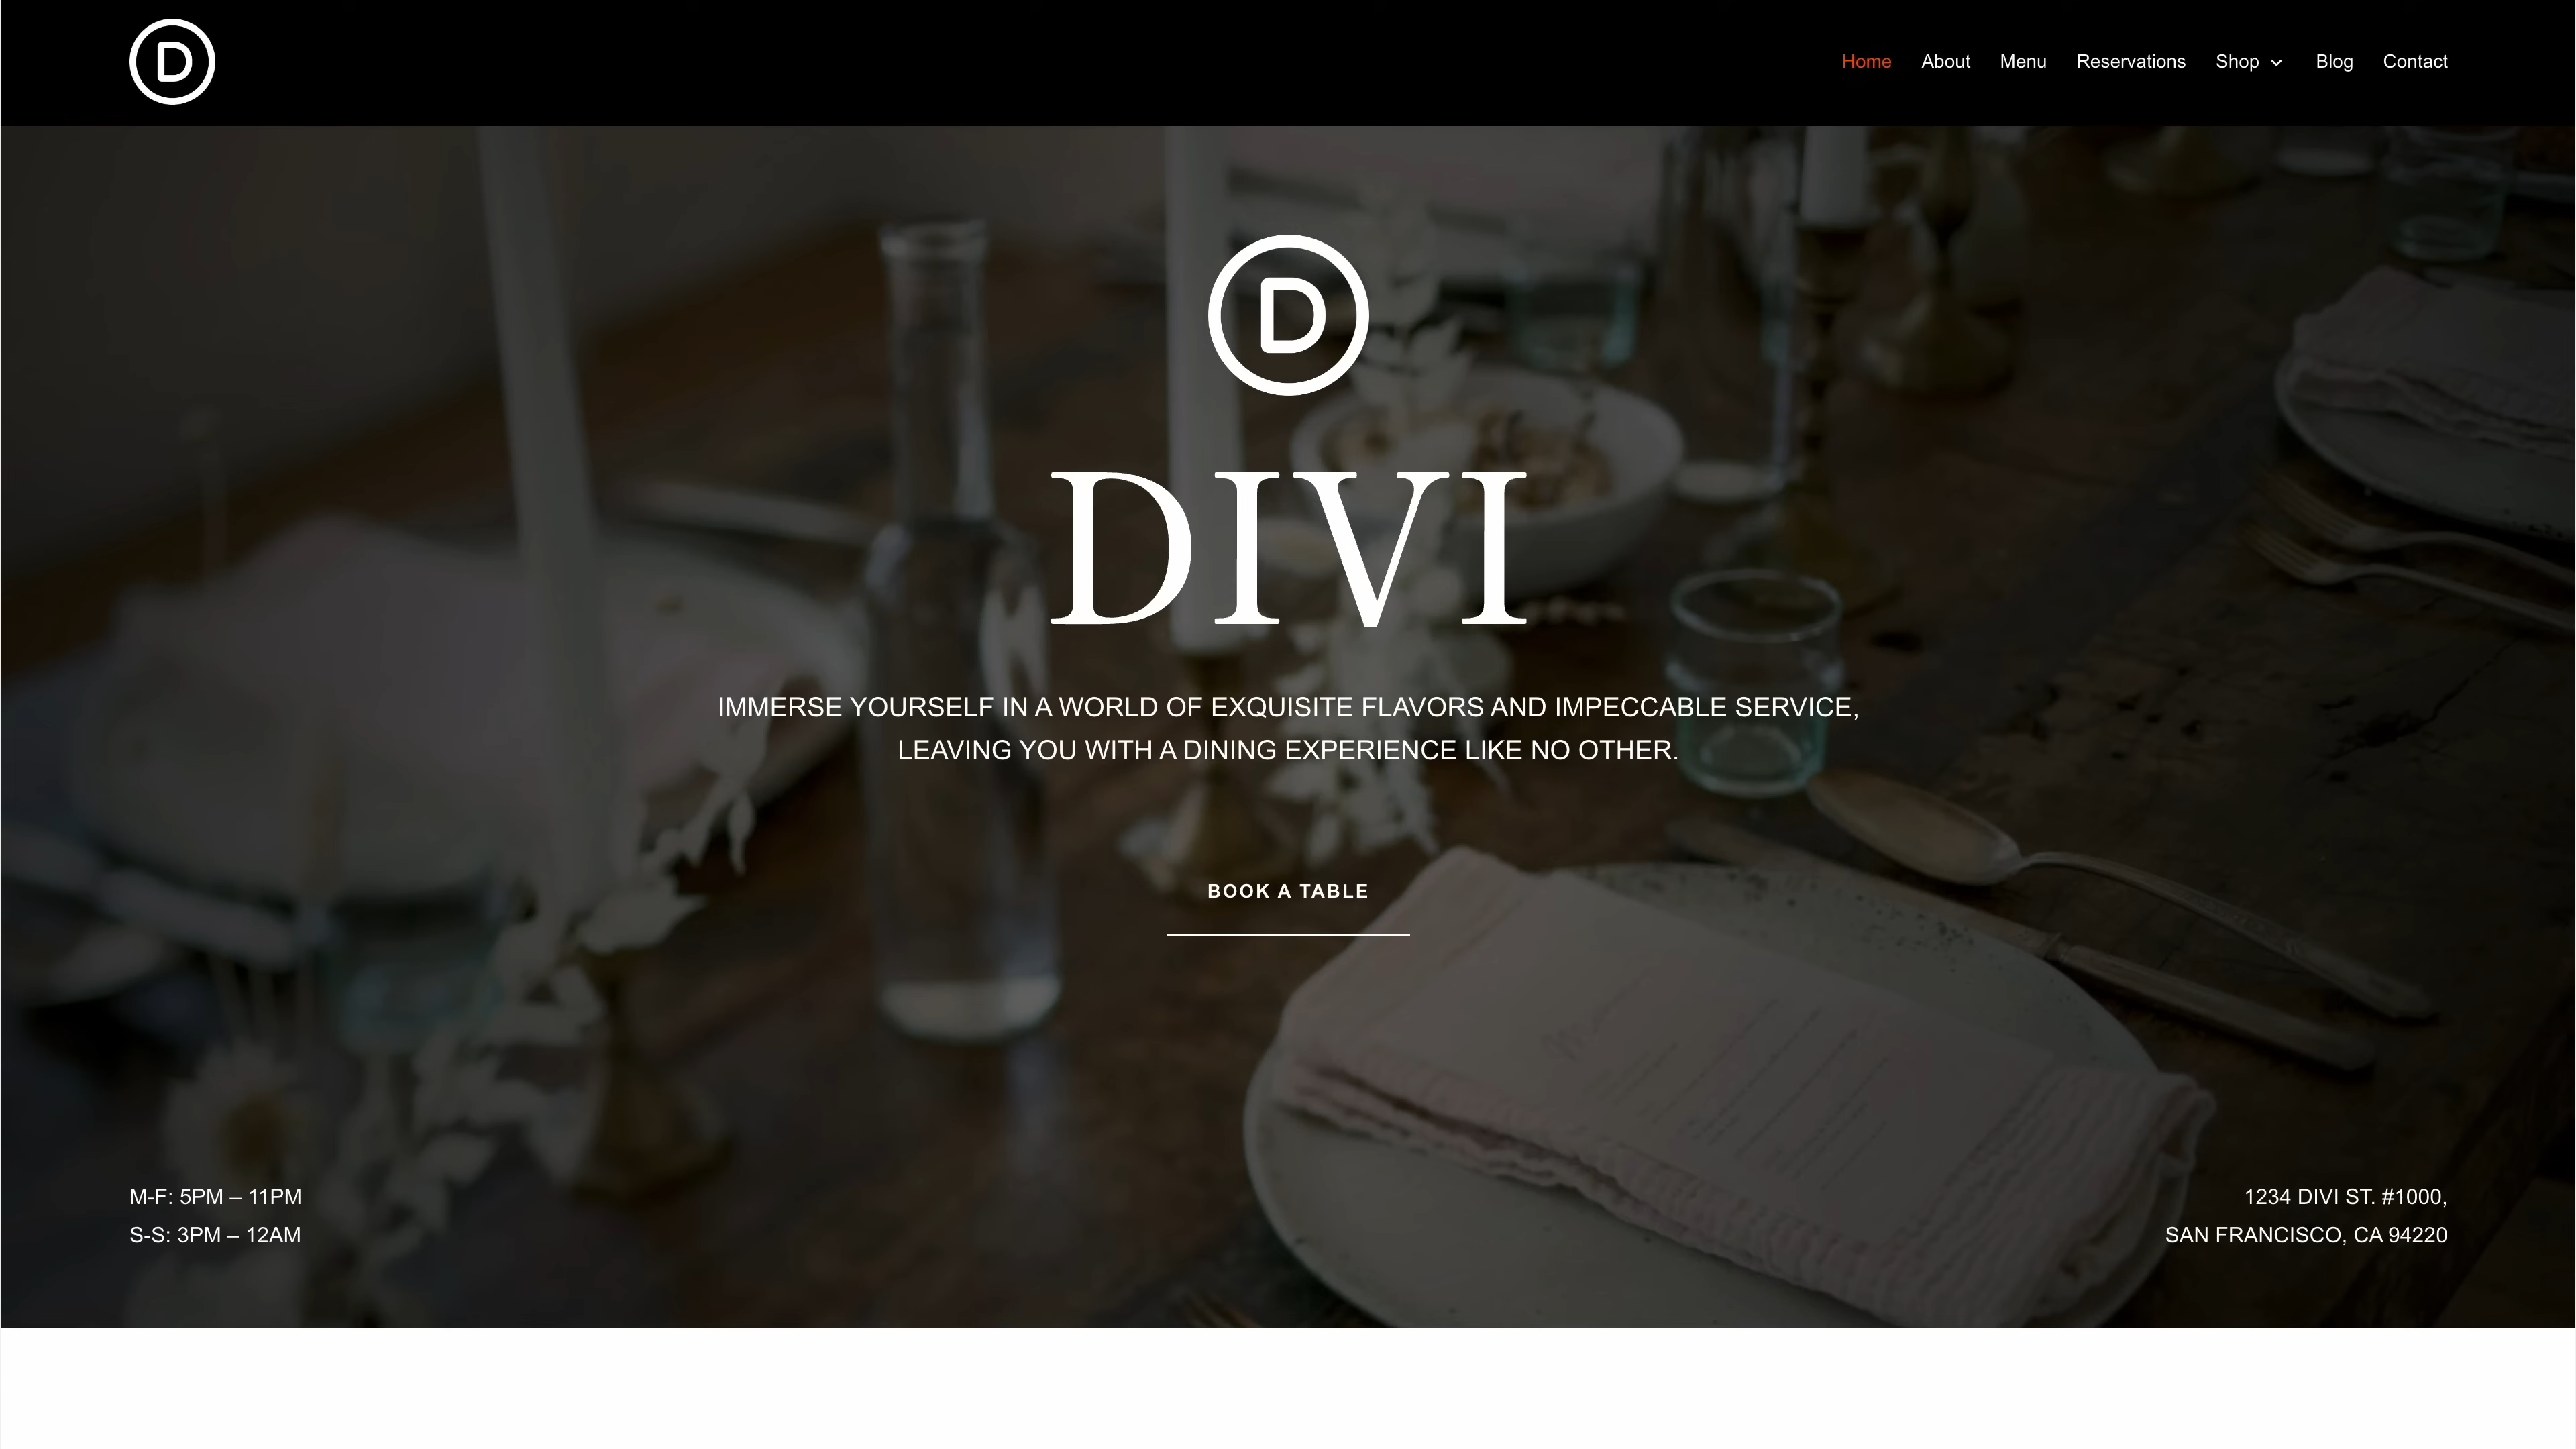 D
Home About Menu Reservations Shop Blog Contact
D
DIVI
IMMERSE YOURSELF IN A WORLD OF EXQUISITE FLAVORS AND IMPECCABLE SERVICE,
LEAVING YOU WITH A DINING EXPERIENCE LIKE NO OTHER.
BOOK A TABLE
M-F: 5PM – 11PM
S-S: 3PM – 12AM
1234 DIVI ST. #1000,
SAN FRANCISCO, CA 94220